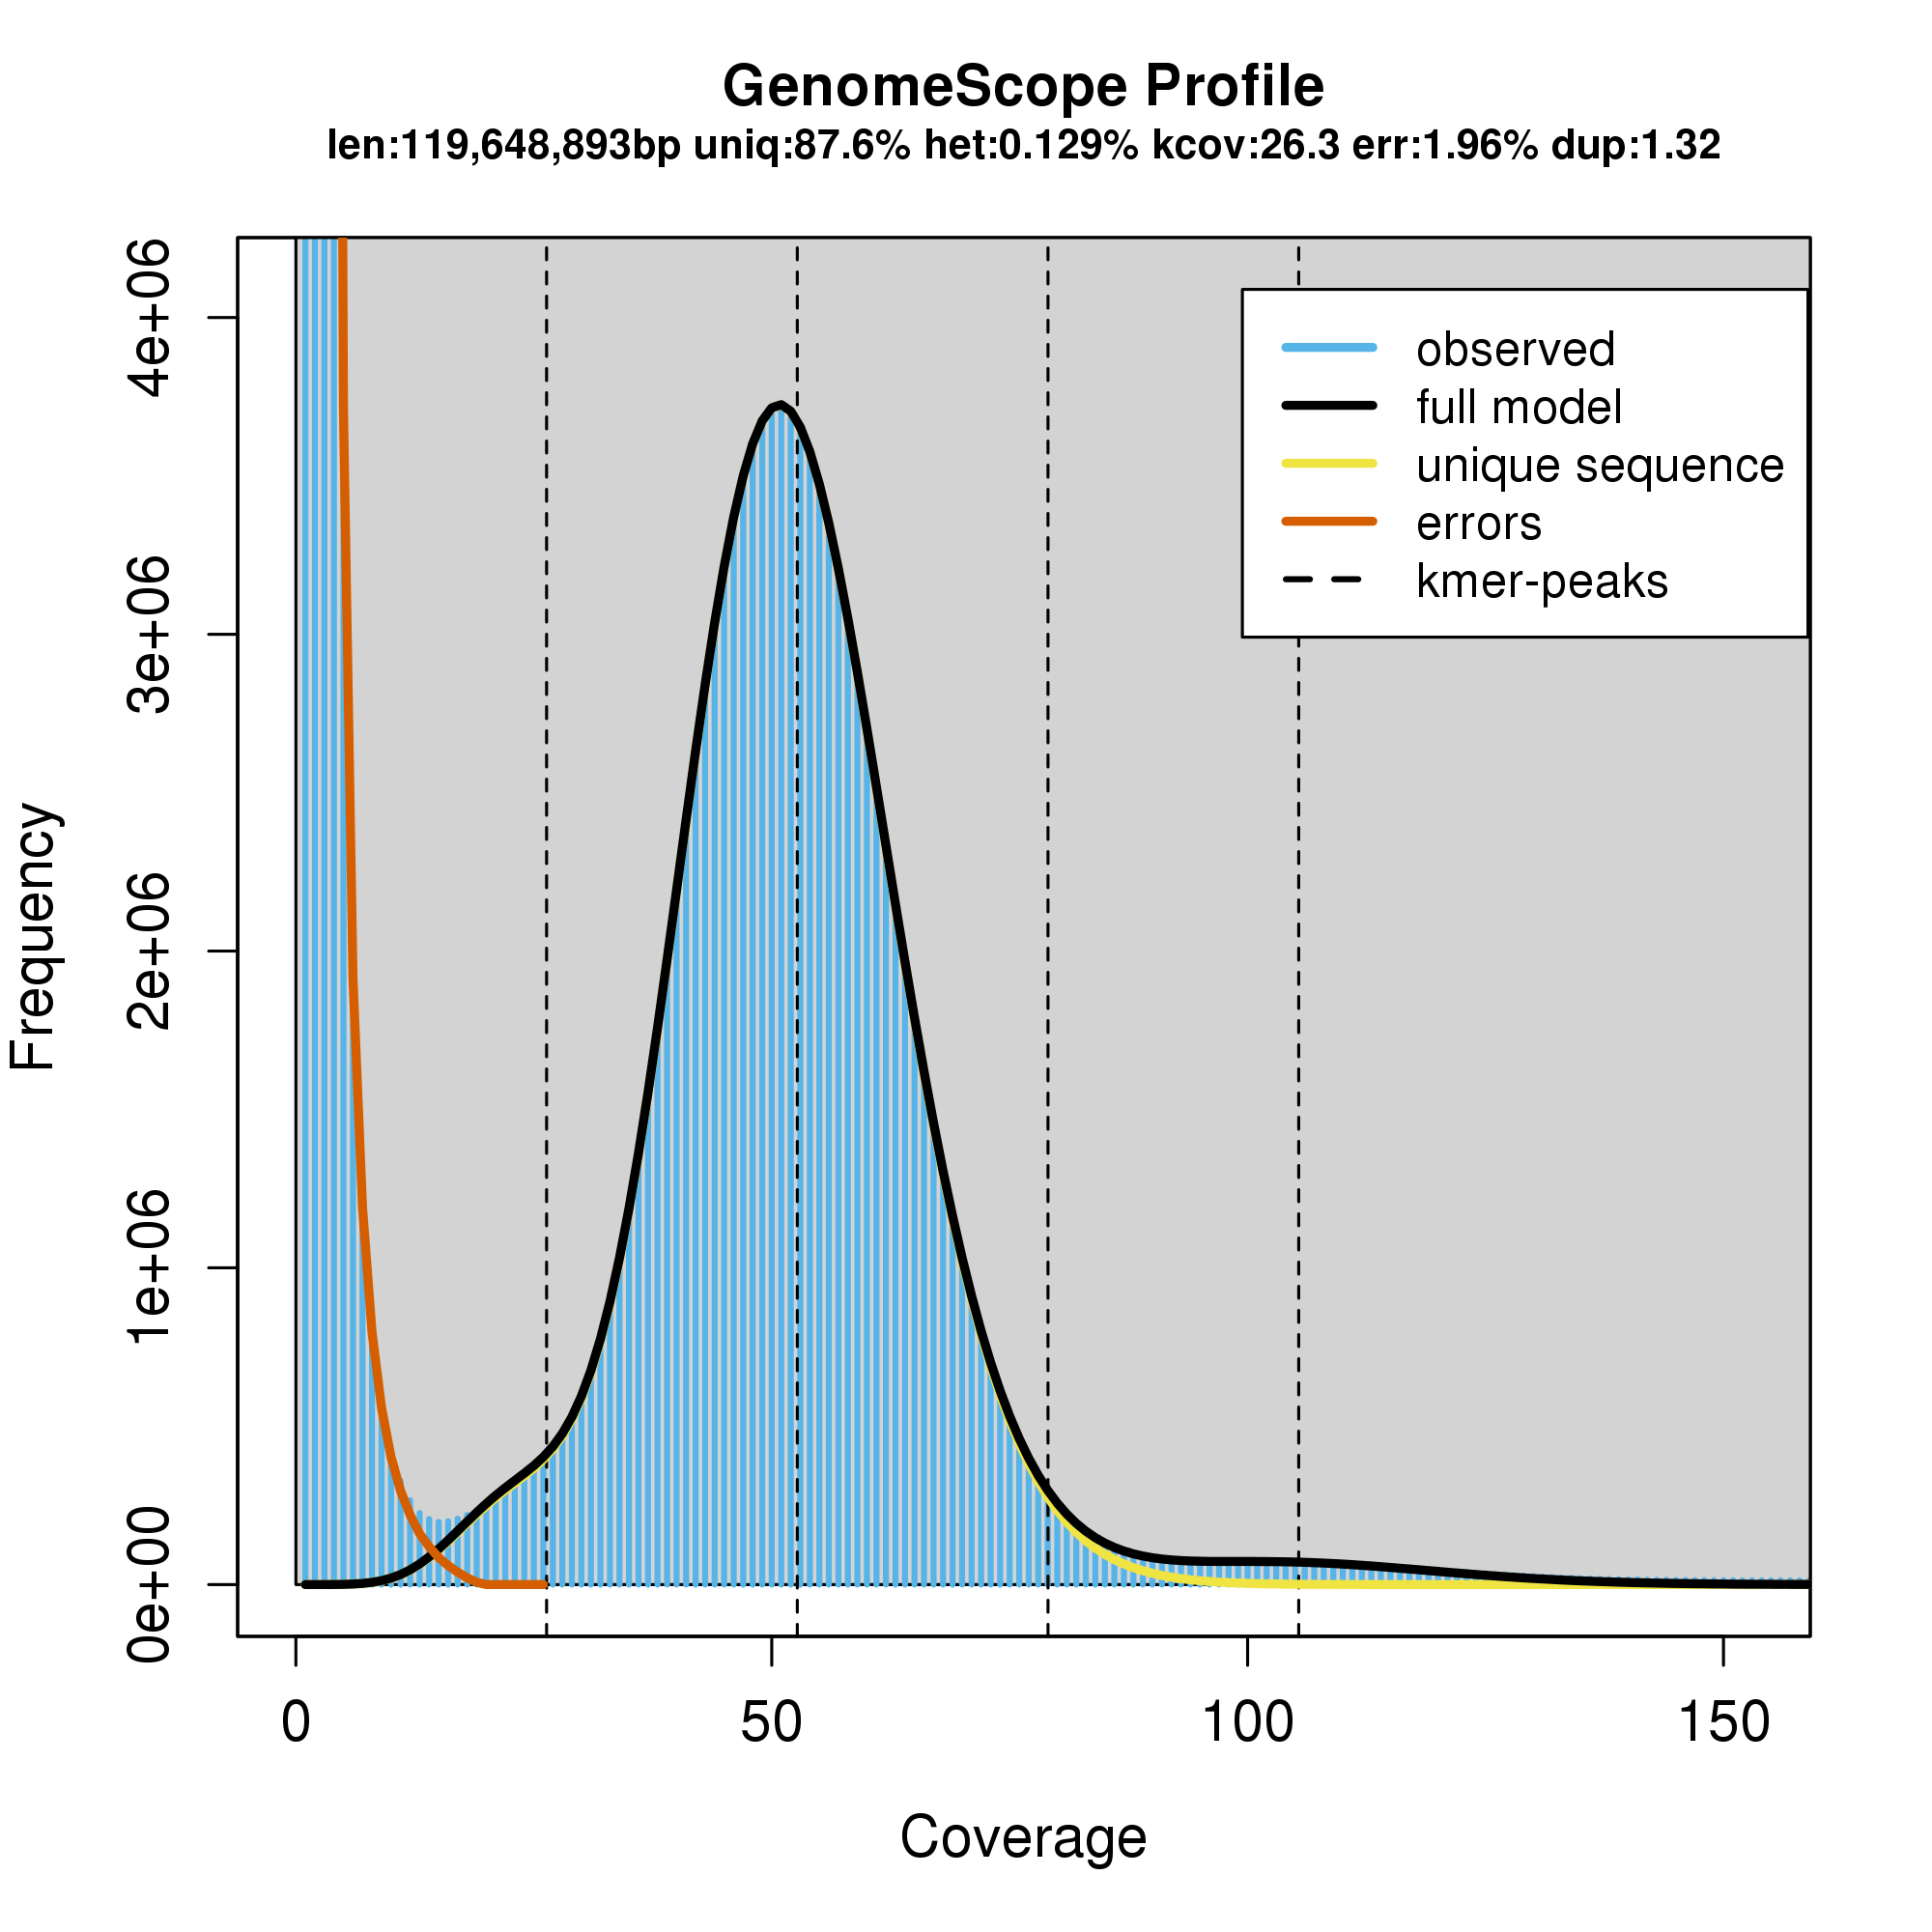 GenomeScope Profile
len:119,648,893bp uniq:87.6% het:0.129% kcov:26.3 err:1.96% dup:1.32
observed
full model
unique sequence
errors
kmer-peaks
Frequency
4e+06
3e+06
2e+06
1e+06
0e+00
0 50 100 150
Coverage